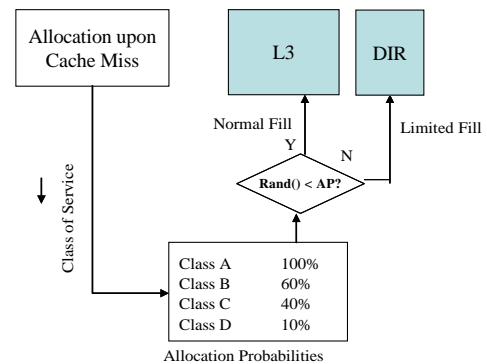 Allocation upon
Cache Miss
L3
DIR
Normal Fill
Limited Fill
Y
N
Rand() < AP?
Class of Service
Class A 100%
Class B 60%
Class C 40%
Class D 10%
Allocation Probabilities